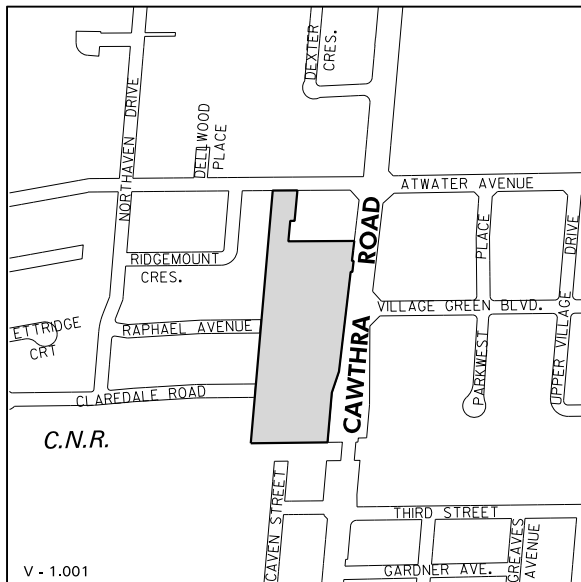 DEXTER
CRES.
NORTHAVEN DRIVE
DELLWOOD
PLACE
ATWATER AVENUE
CAWTHRA ROAD
PLACE
DRIVE
RIDGEMOUNT
CRES.
VILLAGE GREEN BLVD.
RAPHAEL AVENUE
ETTRIDGE
CRT
PARKWEST
UPPER VILLAGE
CLAREDALE ROAD
C.N.R.
CAVEN STREET
THIRD STREET
GREAVES
AVENUE
GARDNER AVE.
V - 1.001